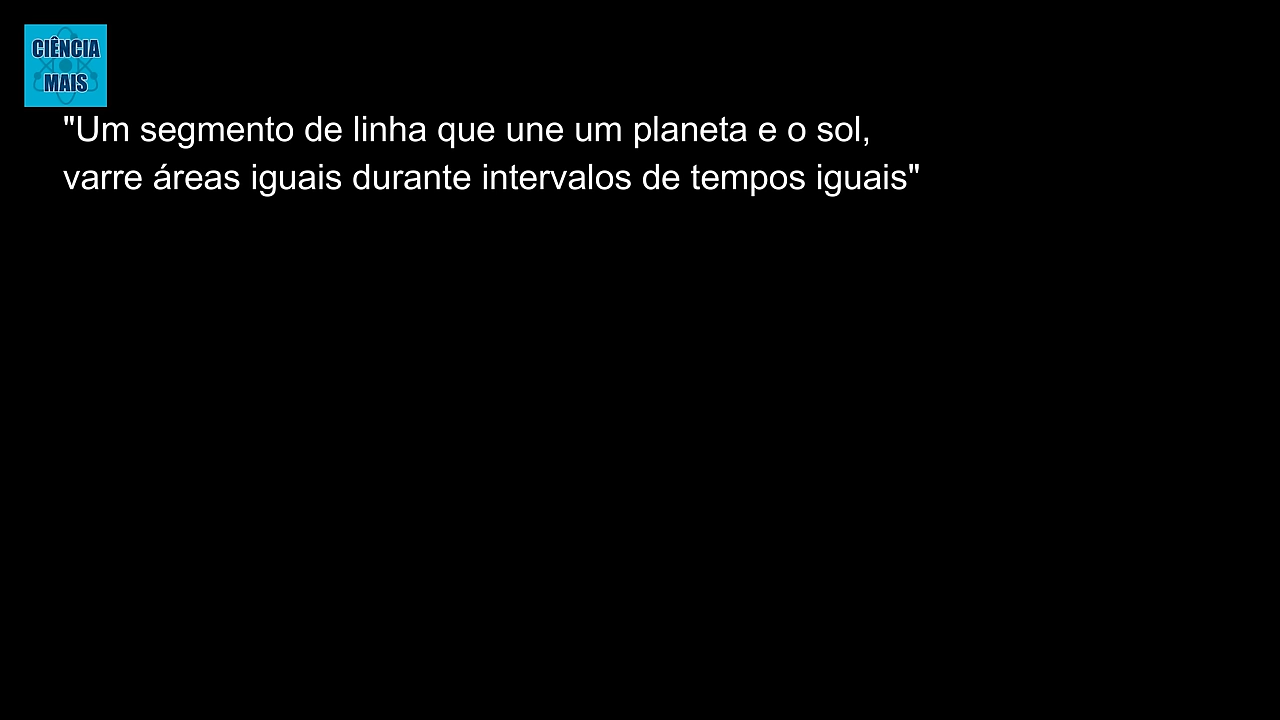 CIÊNCIA
MAIS
"Um segmento de linha que une um planeta e o sol,
varre áreas iguais durante intervalos de tempos iguais"